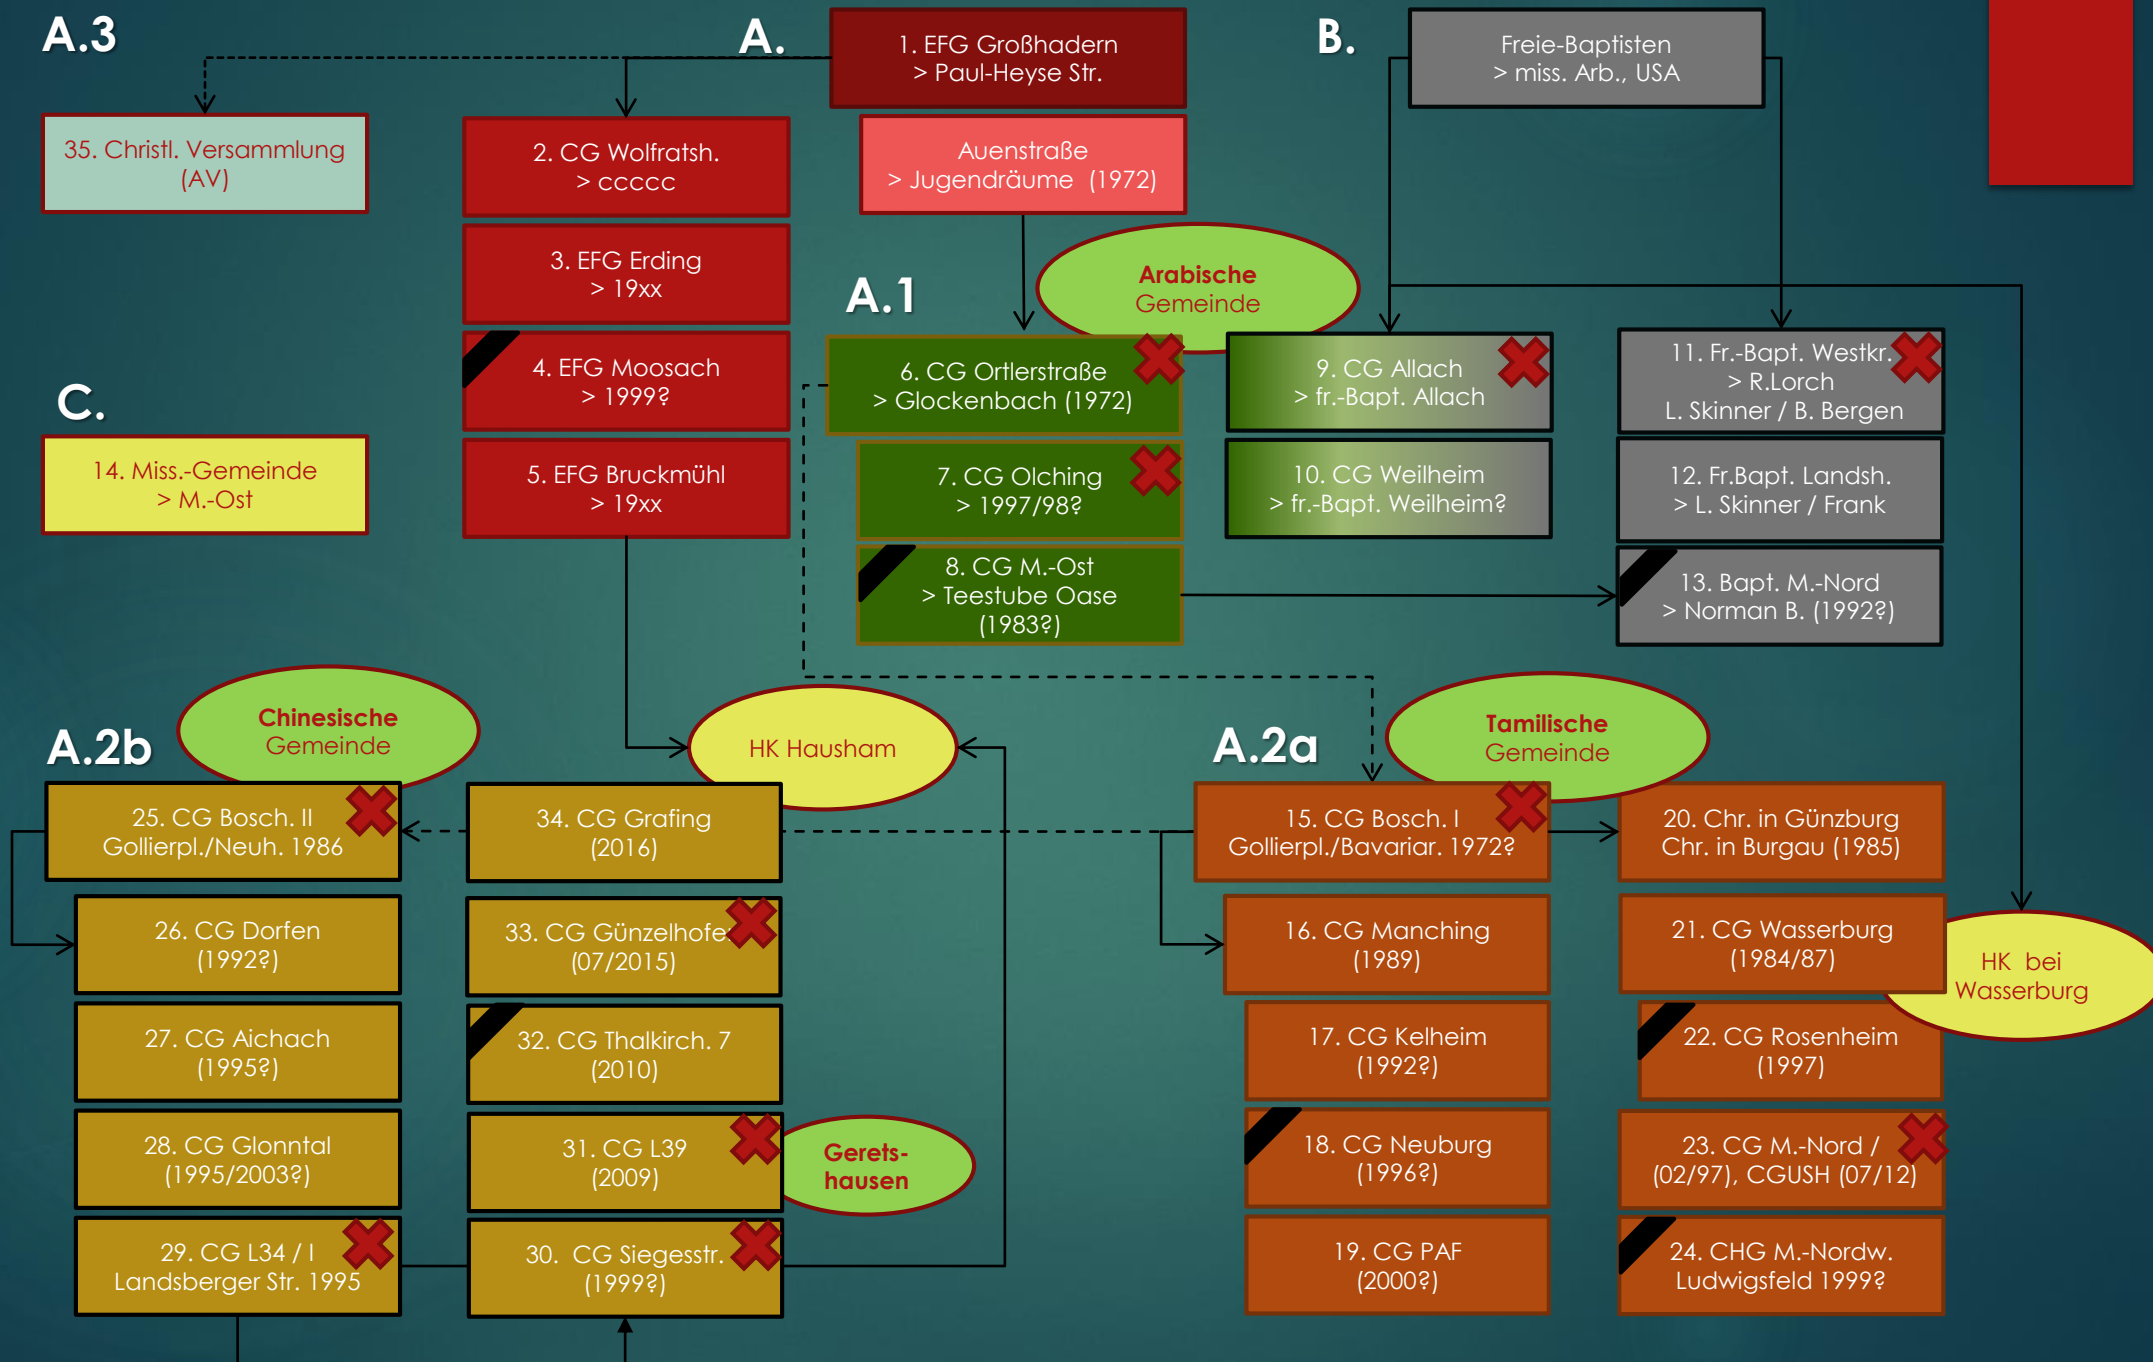 A.3
A.
1. EFG Großhadern
> Paul-Heyse Str.
B.
Freie-Baptisten
> miss. Arb., USA
35. Christl. Versammlung
(AV)
2. CG Wolfratsh.
> ccccc
Auenstraße
> Jugendräume (1972)
3. EFG Erding
> 19xx
A.1
Arabische
Gemeinde
4. EFG Moosach
> 1999?
6. CG Ortlerstraße
> Glockenbach (1972)
9. CG Allach
> fr.-Bapt. Allach
11. Fr.-Bapt. Westkr.
> R.Lorch
L. Skinner / B. Bergen
C.
14. Miss.-Gemeinde
> M.-Ost
5. EFG Bruckmühl
> 19xx
7. CG Olching
> 1997/98?
10. CG Weilheim
> fr.-Bapt. Weilheim?
12. Fr.Bapt. Landsh.
> L. Skinner / Frank
8. CG M.-Ost
> Teestube Oase
(1983?)
13. Bapt. M.-Nord
> Norman B. (1992?)
A.2b
Chinesische
Gemeinde
HK Hausham
A.2a
Tamilische
Gemeinde
25. CG Bosch. II
Gollierpl./Neuh. 1986
34. CG Grafing
(2016)
15. CG Bosch. I
Gollierpl./Bavariar. 1972?
20. Chr. in Günzburg
Chr. in Burgau (1985)
26. CG Dorfen
(1992?)
33. CG Günzelhofe
(07/2015)
16. CG Manching
(1989)
21. CG Wasserburg
(1984/87)
HK bei
Wasserburg
27. CG Aichach
(1995?)
32. CG Thalkirch. 7
(2010)
17. CG Kelheim
(1992?)
22. CG Rosenheim
(1997)
28. CG Glonntal
(1995/2003?)
31. CG L39
(2009)
Gerets-
hausen
18. CG Neuburg
(1996?)
23. CG M.-Nord /
(02/97), CGUSH (07/12)
29. CG L34 / I
Landsberger Str. 1995
30. CG Siegesstr.
(1999?)
19. CG PAF
(2000?)
24. CHG M.-Nordw.
Ludwigsfeld 1999?